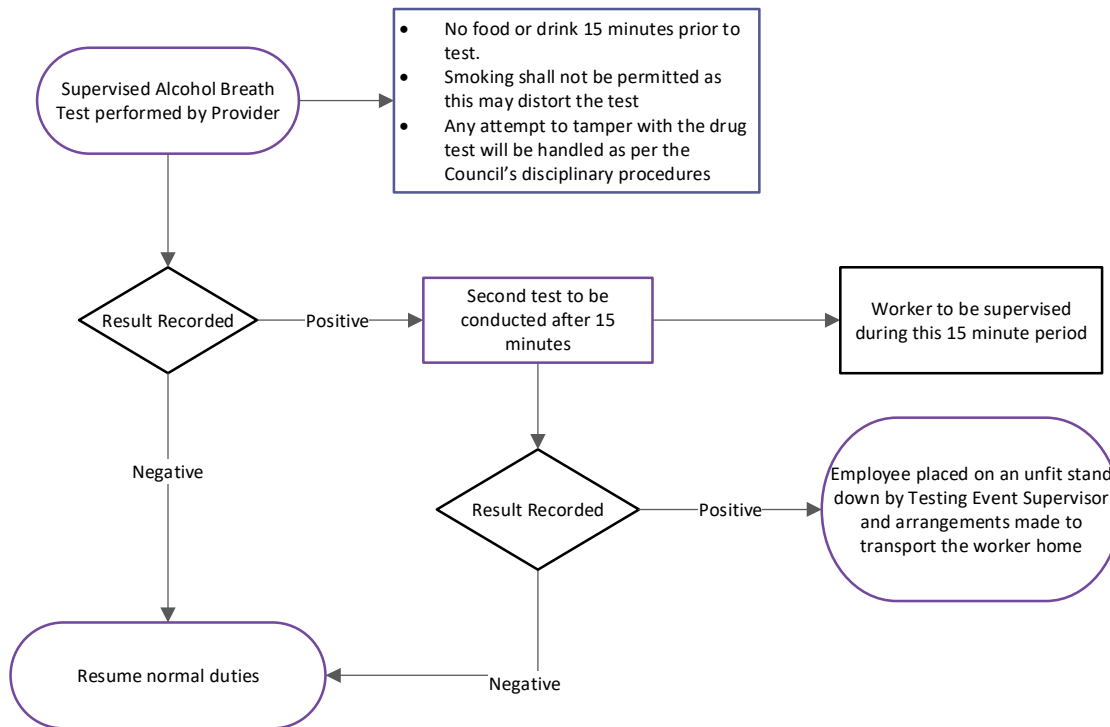 Supervised Alcohol Breath
Test performed by Provider
• No food or drink 15 minutes prior to
test.
• Smoking shall not be permitted as
this may distort the test
• Any attempt to tamper with the drug
test will be handled as per the
Council’s disciplinary procedures
Result Recorded
Positive
Second test to be
conducted after 15
minutes
Worker to be supervised
during this 15 minute period
Negative
Result Recorded
Positive
Employee placed on an unfit stand
down by Testing Event Supervisor
and arrangements made to
transport the worker home
Resume normal duties
Negative